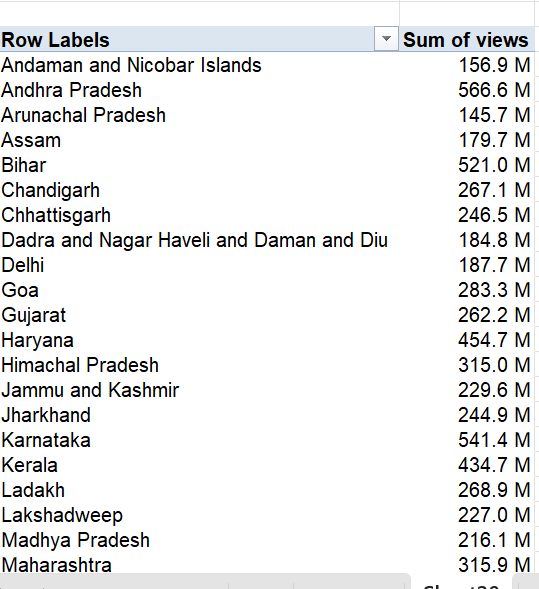 Row Labels Sum of views
Andaman and Nicobar Islands 156.9 M
Andhra Pradesh 566.6 M
Arunachal Pradesh 145.7 M
Assam 179.7 M
Bihar 521.0 M
Chandigarh 267.1 M
Chhattisgarh 246.5 M
Dadra and Nagar Haveli and Daman and Diu 184.8 M
Delhi 187.7 M
Goa 283.3 M
Gujarat 262.2 M
Haryana 454.7 M
Himachal Pradesh 315.0 M
Jammu and Kashmir 229.6 M
Jharkhand 244.9 M
Karnataka 541.4 M
Kerala 434.7 M
Ladakh 268.9 M
Lakshadweep 227.0 M
Madhya Pradesh 216.1 M
Maharashtra 315.9 M